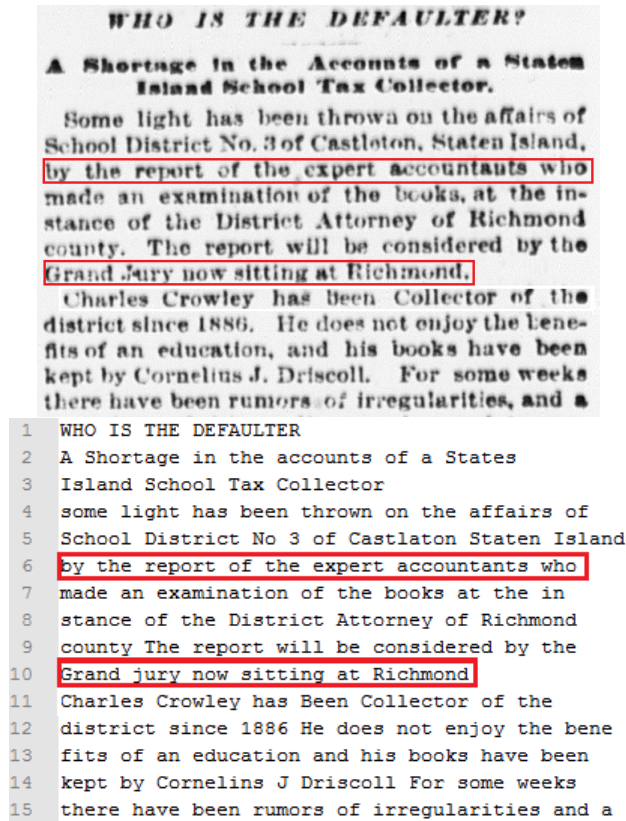 WHO IS THE DEFAULTER?
A Shortage in the Accounts of a Staten
Island School Tax Collector.
Some light has been thrown on the affairs of
School District No. 3 of Castleton, Staten Island,
by the report of the expert accountants who
made an examination of the books, at the in-
stance of the District Attorney of Richmond
county. The report will be considered by the
Grand Jury now sitting at Richmond.
Charles Crowley has been Collector of the
district since 1886. He does not enjoy the bene-
fits of an education, and his books have been
kept by Cornelius J. Driscoll. For some weeks
there have been rumors of irregularities, and a
1 WHO IS THE DEFAULTER
2 A Shortage in the accounts of a States
3 Island School Tax Collector
4 some light has been thrown on the affairs of
5 School District No 3 of Castlaton Staten Island
6 by the report of the expert accountants who
7 made an examination of the books at the in
8 stance of the District Attorney of Richmond
9 county The report will be considered by the
10 Grand jury now sitting at Richmond
11 Charles Crowley has Been Collector of the
12 district since 1886 He does not enjoy the bene
13 fits of an education and his books have been
14 kept by Cornelins J Driscoll For some weeks
15 there have been rumors of irregularities and a